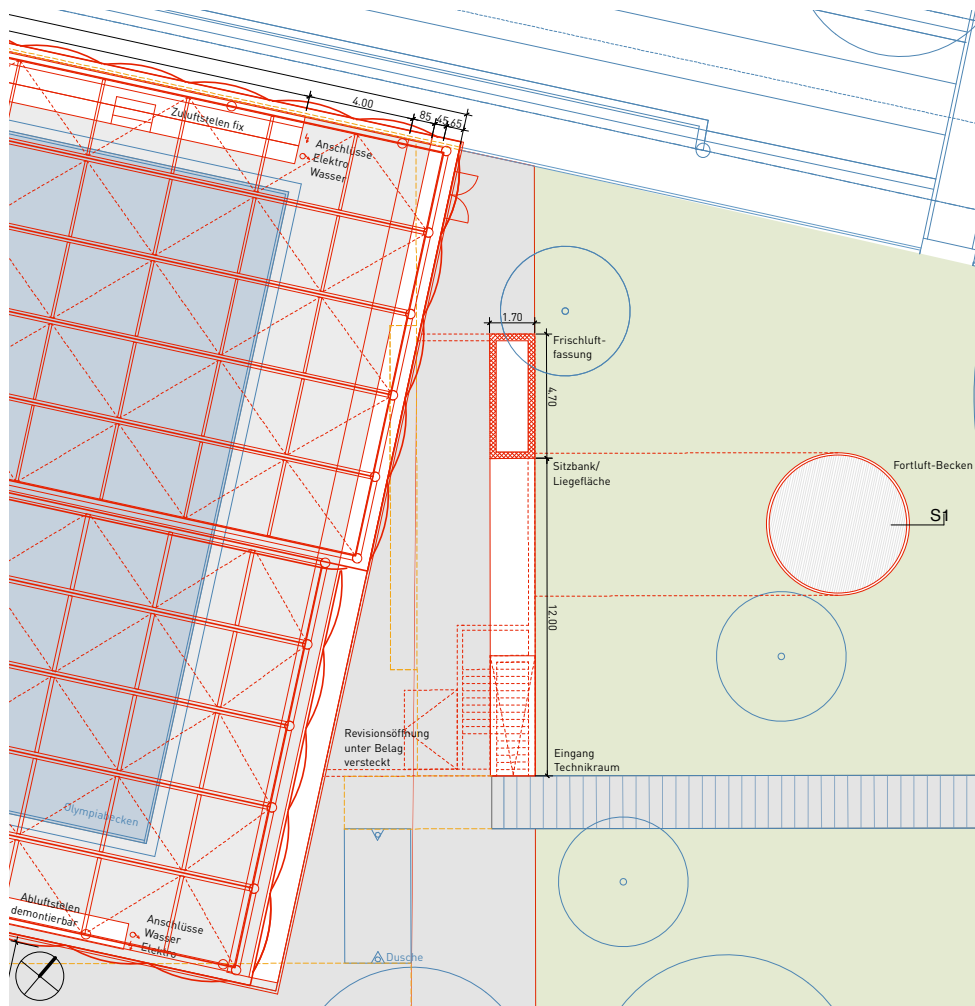 4.00
85
45
65
Zuluftstelen fix
Anschlüsse
Elektro
Wasser
1.70
Frischluft-
fassung
4.70
Sitzbank/
Liegefläche
Fortluft-Becken
S1
12.00
Revisionsöffnung
unter Belag
versteckt
Eingang
Technikraum
Olympiabecken
Abluftstelen
demontierbar
Anschlüsse
Wasser
Elektro
Dusche